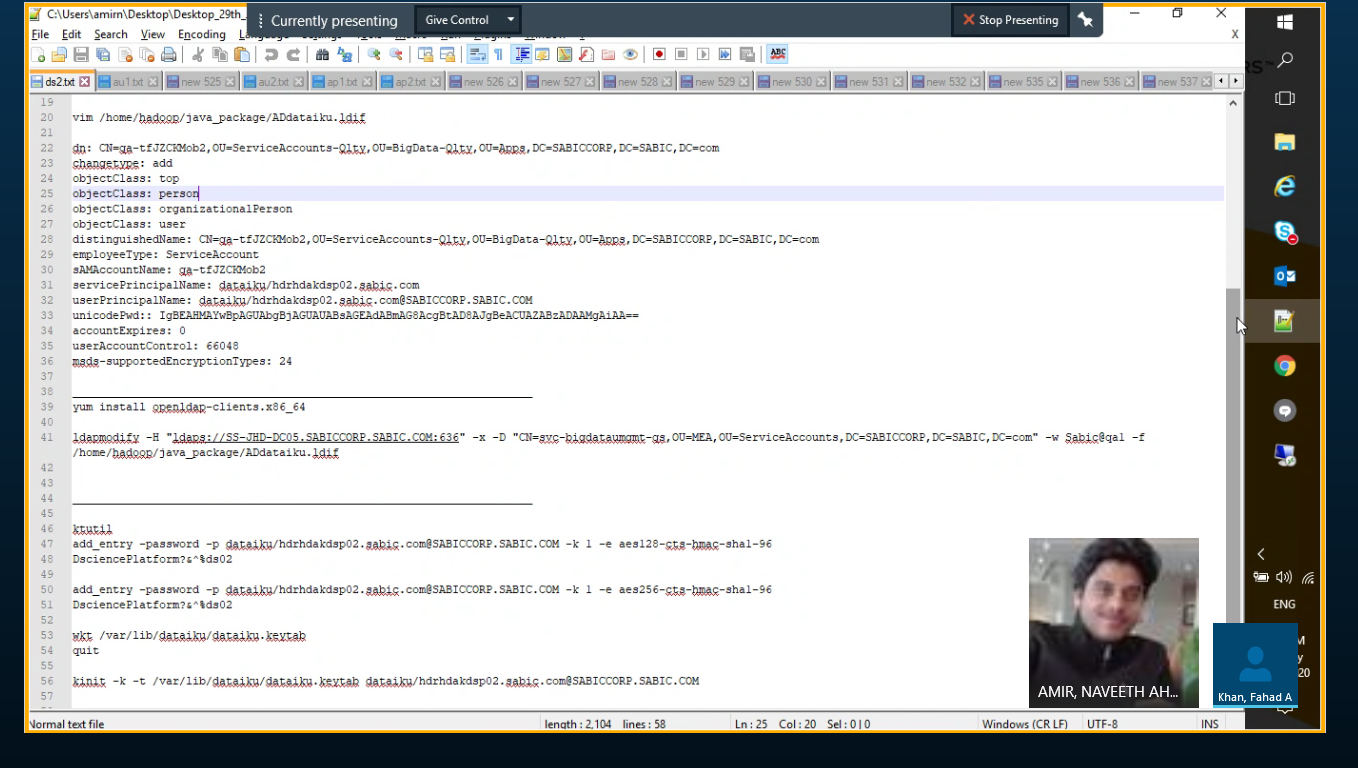 C:\Users\amirn\Desktop\Desktop_29th_
Currently presenting
Give Control
Stop Presenting
File Edit Search View Encoding
X
ABC
ds2.txt au1.txt new 525 au2.txt ap1.txt ap2.txt new 526 new 527 new 528 new 529 new 530 new 531 new 532 new 535 new 536 new 537
19
20 vim /home/hadoop/java_package/ADdataiku.ldif
21
22 dn: CN=qa-tfJZCKMob2,OU=ServiceAccounts-Qlty,OU=BigData-Qlty,OU=Apps,DC=SABICCORP,DC=SABIC,DC=com
23 changetype: add
24 objectClass: top
25 objectClass: person
26 objectClass: organizationalPerson
27 objectClass: user
28 distinguishedName: CN=qa-tfJZCKMob2,OU=ServiceAccounts-Qlty,OU=BigData-Qlty,OU=Apps,DC=SABICCORP,DC=SABIC,DC=com
29 employeeType: ServiceAccount
30 sAMAccountName: qa-tfJZCKMob2
31 servicePrincipalName: dataiku/hdrhdakdsp02.sabic.com
32 userPrincipalName: dataiku/hdrhdakdsp02.sabic.com@SABICCORP.SABIC.COM
33 unicodePwd:: IgBEAHMAYwBpAGUAbgBjAGUAUABsAGEAdABmAG8AcgBtAD8AJgBeACUAZABzADAAMgAiAA==
34 accountExpires: 0
35 userAccountControl: 66048
36 msds-supportedEncryptionTypes: 24
37
38
39 yum install openldap-clients.x86_64
40
41 ldapmodify -H "ldaps://SS-JHD-DC05.SABICCORP.SABIC.COM:636" -x -D "CN=svc-bigdataumgmt-qs,OU=MEA,OU=ServiceAccounts,DC=SABICCORP,DC=SABIC,DC=com" -w Sabic@qa1 -f
/home/hadoop/java_package/ADdataiku.ldif
42
43
44
45
46 ktutil
47 add_entry -password -p dataiku/hdrhdakdsp02.sabic.com@SABICCORP.SABIC.COM -k 1 -e aes128-cts-hmac-sha1-96
48 DsciencePlatform?&^%ds02
49
50 add_entry -password -p dataiku/hdrhdakdsp02.sabic.com@SABICCORP.SABIC.COM -k 1 -e aes256-cts-hmac-sha1-96
51 DsciencePlatform?&^%ds02
52
53 wkt /var/lib/dataiku/dataiku.keytab
54 quit
55
56 kinit -k -t /var/lib/dataiku/dataiku.keytab dataiku/hdrhdakdsp02.sabic.com@SABICCORP.SABIC.COM
57
ENG
AMIR, NAVEETH AH...
Khan, Fahad A
Normal text file length : 2,104 lines : 58 Ln : 25 Col : 20 Sel : 0 | 0 Windows (CR LF) UTF-8 INS